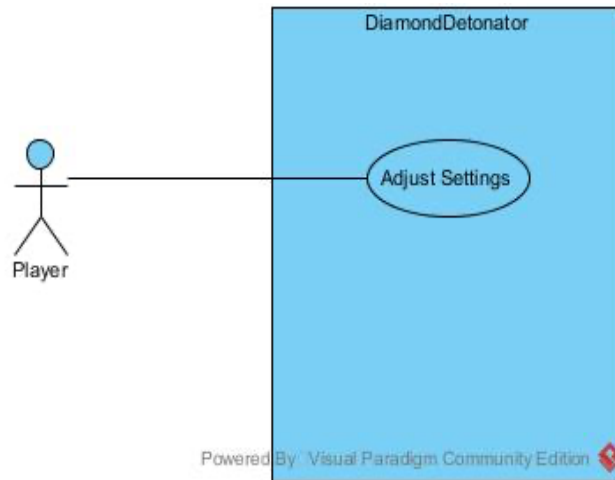 DiamondDetonator
Adjust Settings
Player
Powered By Visual Paradigm Community Edition